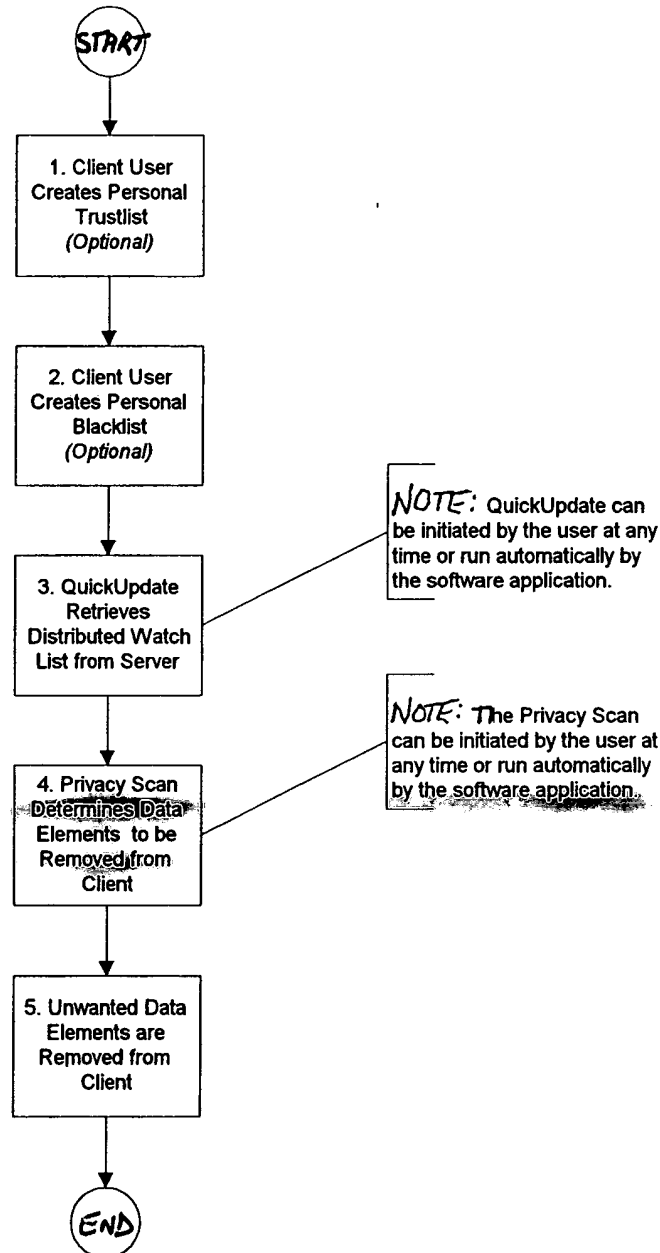 START
1. Client User
Creates Personal
Trustlist
(Optional)
2. Client User
Creates Personal
Blacklist
(Optional)
3. QuickUpdate
Retrieves
Distributed Watch
List from Server
NOTE: QuickUpdate can
be initiated by the user at any
time or run automatically by
the software application.
4. Privacy Scan
Determines Data
Elements to be
Removed from
Client
NOTE: The Privacy Scan
can be initiated by the user at
any time or run automatically
by the software application.
5. Unwanted Data
Elements are
Removed from
Client
END